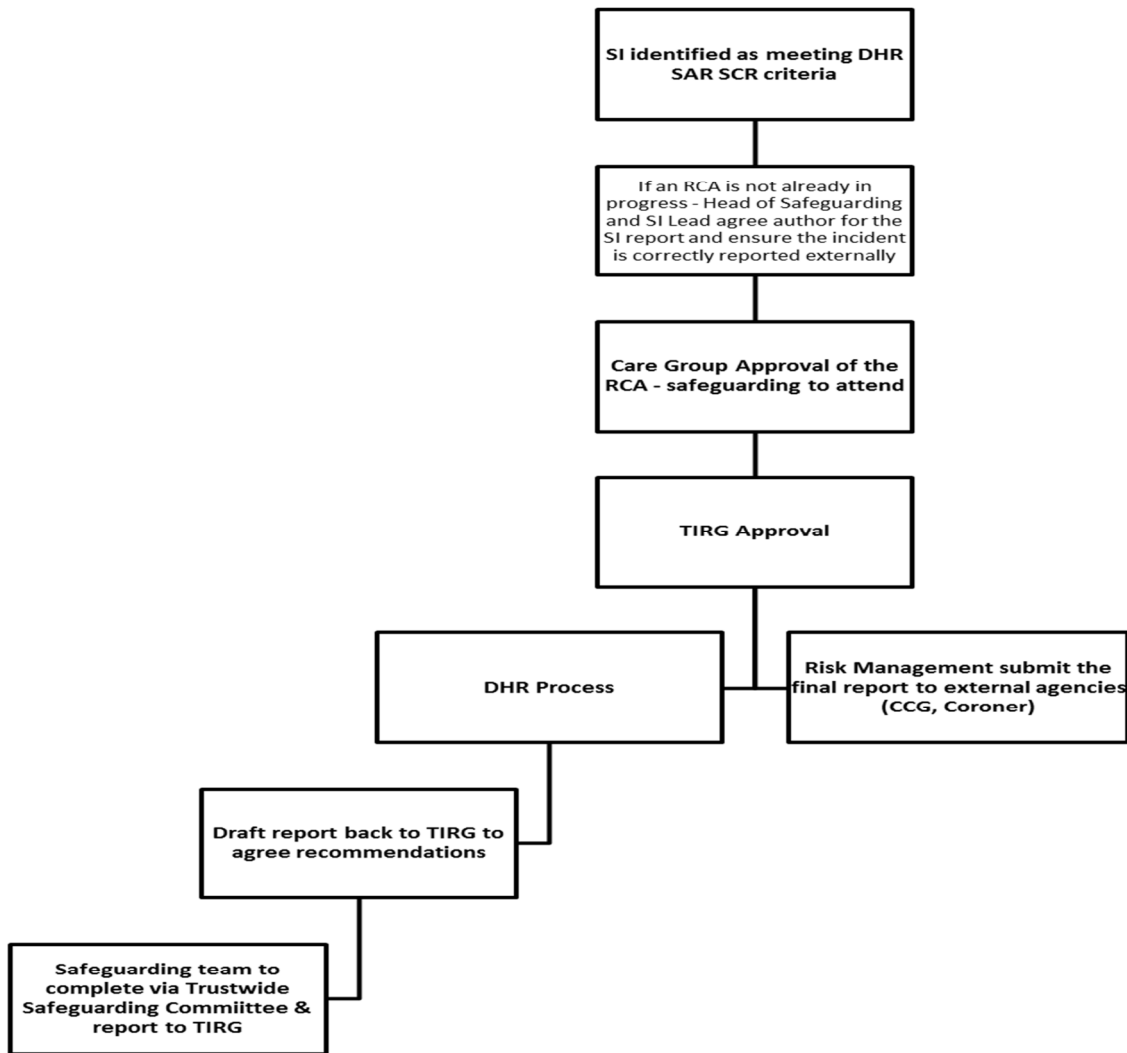 SI identified as meeting DHR
SAR SCR criteria
If an RCA is not already in
progress - Head of Safeguarding
and SI Lead agree author for the
SI report and ensure the incident
is correctly reported externally
Care Group Approval of the
RCA - safeguarding to attend
TIRG Approval
DHR Process
Risk Management submit the
final report to external agencies
(CCG, Coroner)
Draft report back to TIRG to
agree recommendations
Safeguarding team to
complete via Trustwide
Safeguarding Commiittee &
report to TIRG